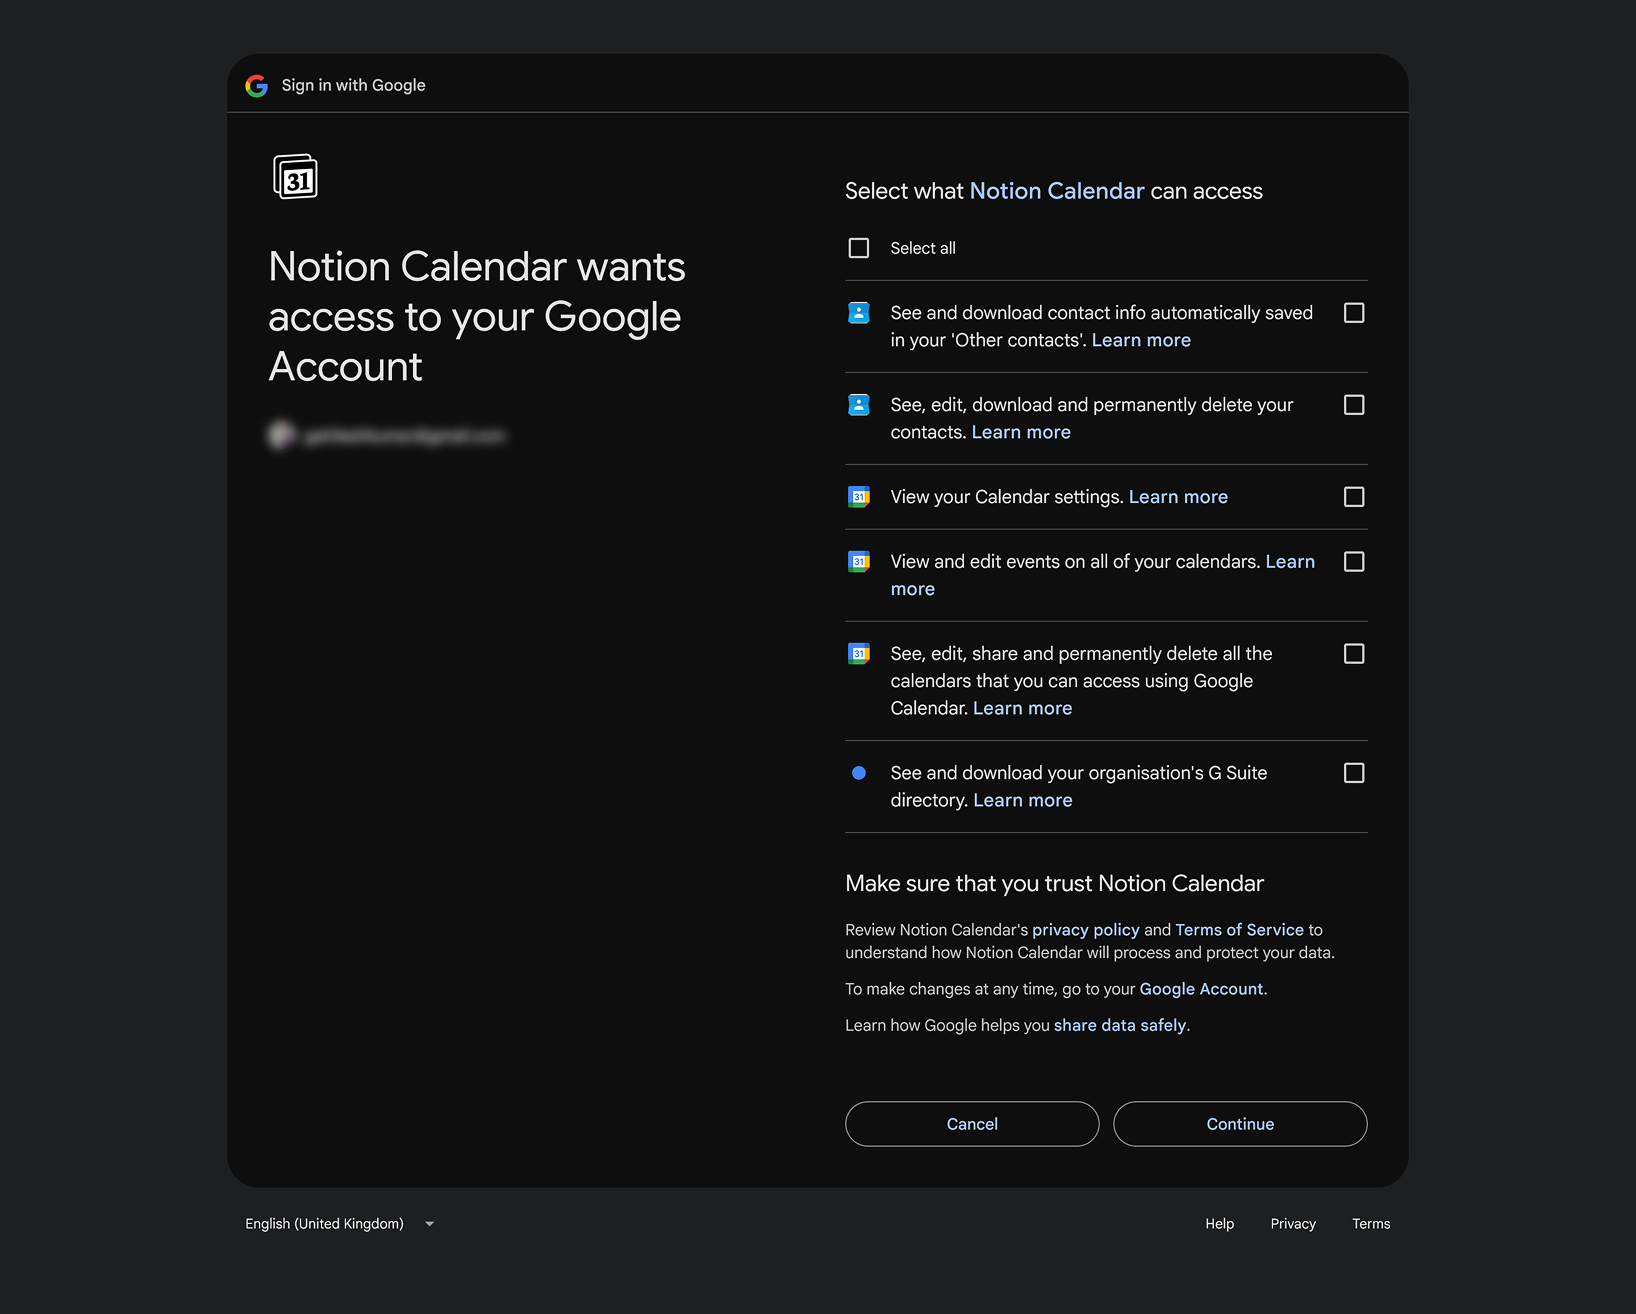 Sign in with Google
31
Notion Calendar wants
access to your Google
Account
Select what Notion Calendar can access
Select all
See and download contact info automatically saved
in your 'Other contacts'. Learn more
See, edit, download and permanently delete your
contacts. Learn more
31
View your Calendar settings. Learn more
31
View and edit events on all of your calendars. Learn
more
31
See, edit, share and permanently delete all the
calendars that you can access using Google
Calendar. Learn more
See and download your organisation's G Suite
directory. Learn more
Make sure that you trust Notion Calendar
Review Notion Calendar's privacy policy and Terms of Service to
understand how Notion Calendar will process and protect your data.
To make changes at any time, go to your Google Account.
Learn how Google helps you share data safely.
Cancel
Continue
English (United Kingdom)
Help
Privacy
Terms